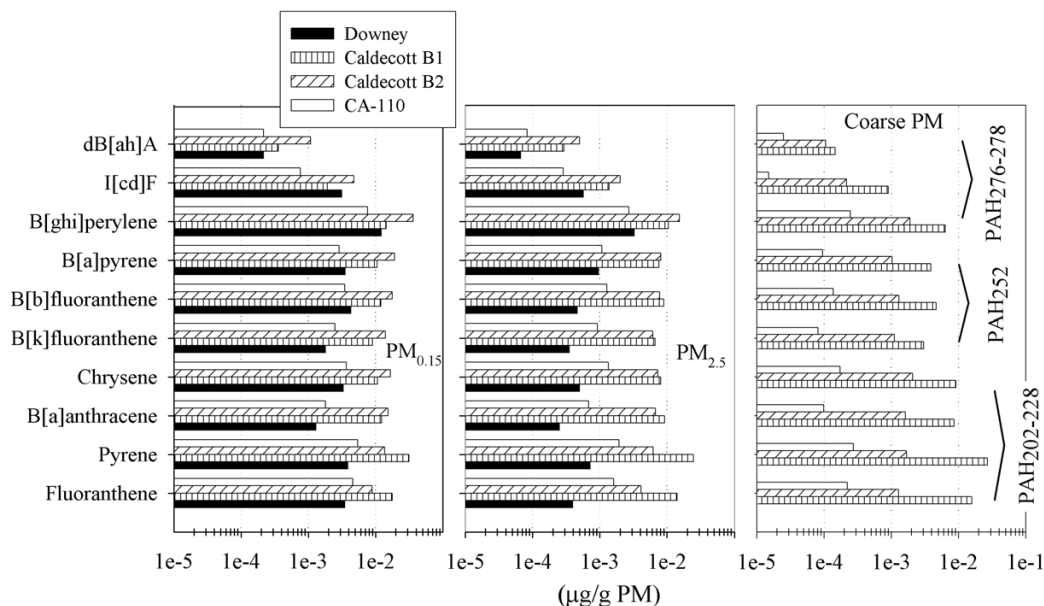 Downey
Caldecott B1
Caldecott B2
CA-110
dB[ah]A
I[cd]F
B[ghi]perylene
B[a]pyrene
B[b]fluoranthene
B[k]fluoranthene
Chrysene
B[a]anthracene
Pyrene
Fluoranthene
PM0.15
PM2.5
Coarse PM
PAH276-278
PAH252
PAH202-228
1e-5 1e-4 1e-3 1e-2 1e-5 1e-4 1e-3 1e-2 1e-5 1e-4 1e-3 1e-2 1e-1
(µg/g PM)